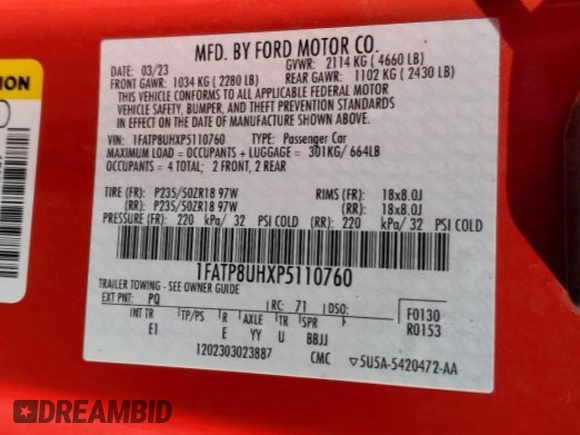 MFD. BY FORD MOTOR CO.
DATE: 03/23 GVWR: 2114 KG ( 4660 LB)
FRONT GAWR: 1034 KG ( 2280 LB) REAR GAWR: 1102 KG ( 2430 LB)
THIS VEHICLE CONFORMS TO ALL APPLICABLE FEDERAL MOTOR
VEHICLE SAFETY, BUMPER, AND THEFT PREVENTION STANDARDS
IN EFFECT ON THE DATE OF MANUFACTURE SHOWN ABOVE.
VIN: 1FATP8UHXP5110760 TYPE: Passenger Car
MAXIMUM LOAD = OCCUPANTS + LUGGAGE = 301KG/ 664LB
OCCUPANTS = 4 TOTAL; 2 FRONT, 2 REAR
TIRE (FR): P235/50ZR18 97W RIMS (FR): 18x8.0J
(RR): P235/50ZR18 97W (RR): 18x8.0J
PRESSURE (FR): 220 kPa/ 32 PSI COLD (RR): 220 kPa/ 32 PSI COLD
1FATP8UHXP5110760
TRAILER TOWING - SEE OWNER GUIDE
EXT PNT: PQ RC: 71 DSO: F0130
INT TR TP/PS R AXLE TR SPR R0153
E1 E YY U BBJJ
1202303023887 CMC ▽5U5A-5420472-AA
DREAMBID